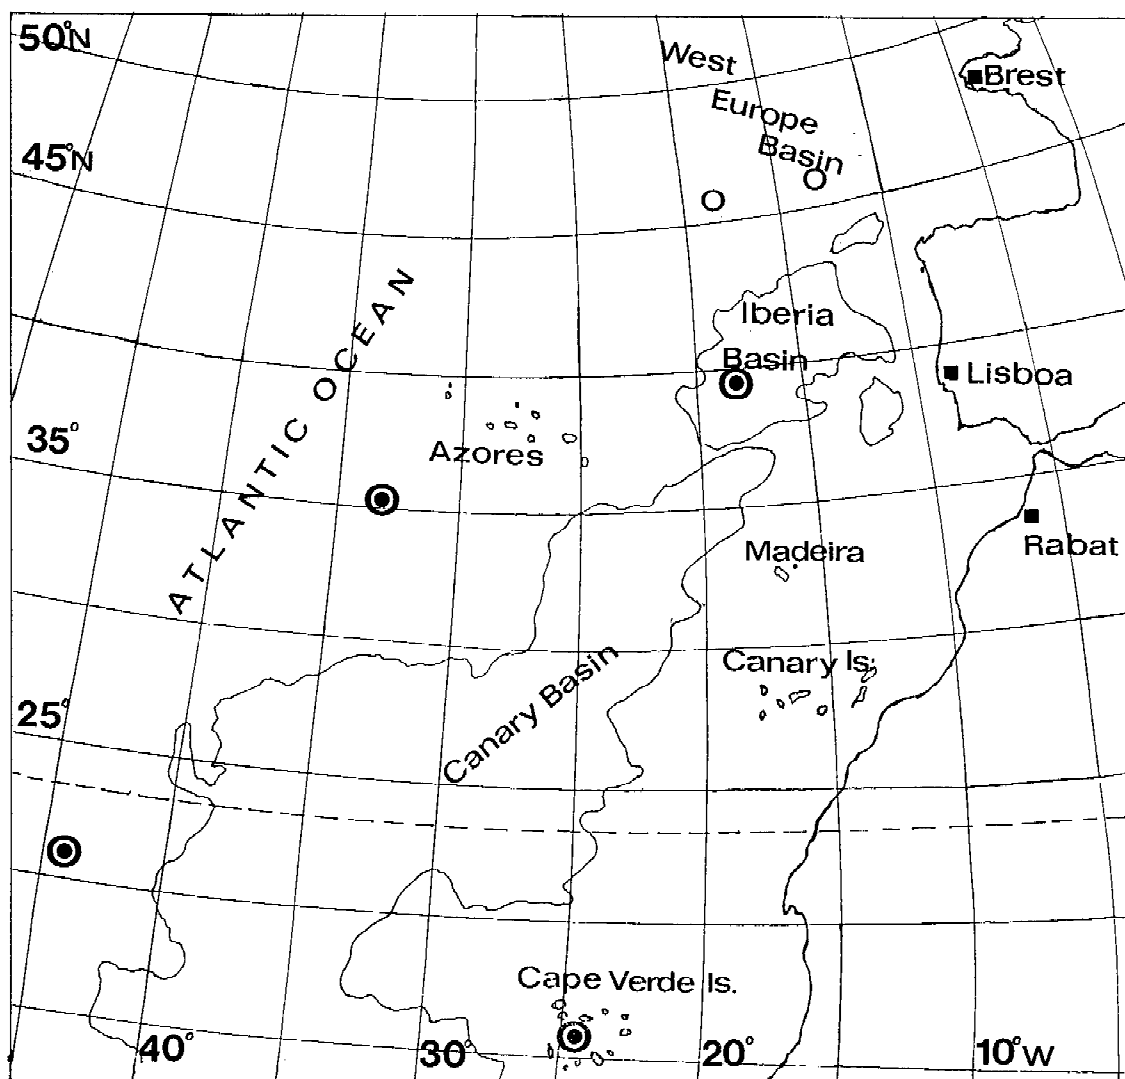 50°N
West
Brest
Europe
45°N
Basin
ATLANTIC OCEAN
Iberia
Basin
Lisboa
35°
Azores
Rabat
Madeira
Canary Is.
Canary Basin
25°
Cape Verde Is.
40°
30°
20°
10°W